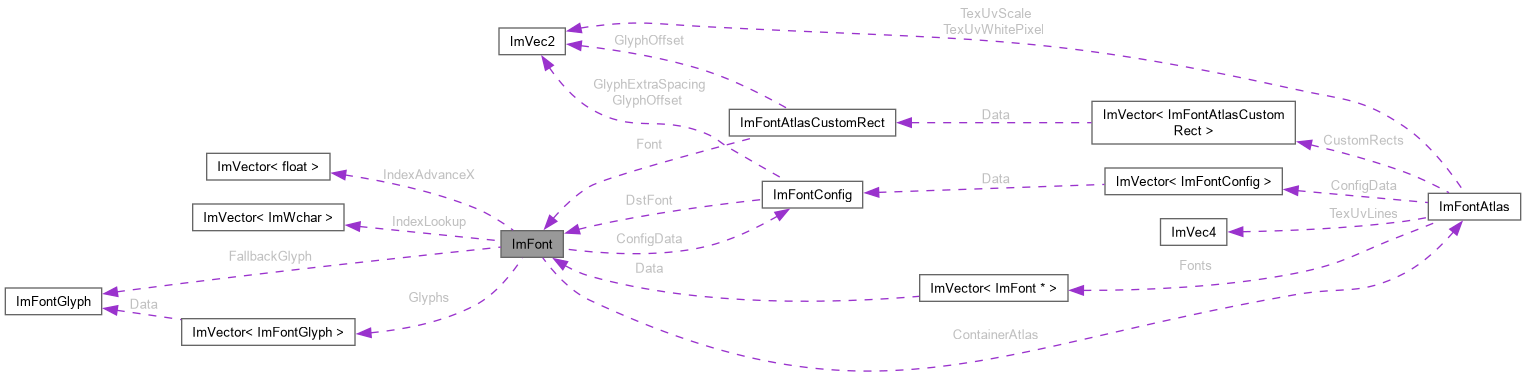 TexUvScale
TexUvWhitePixel
ImVec2
GlyphOffset
GlyphExtraSpacing
GlyphOffset
ImFontAtlasCustomRect
Data
ImVector< ImFontAtlasCustom
Rect >
Font
CustomRects
ImVector< float >
IndexAdvanceX
ImFontConfig
Data
ImVector< ImFontConfig >
ConfigData
ImFontAtlas
ImVector< ImWchar >
IndexLookup
DstFont
TexUvLines
ImVec4
ImFont
ConfigData
FallbackGlyph
Data
Fonts
ImVector< ImFont * >
ImFontGlyph
Data
Glyphs
ImVector< ImFontGlyph >
ContainerAtlas